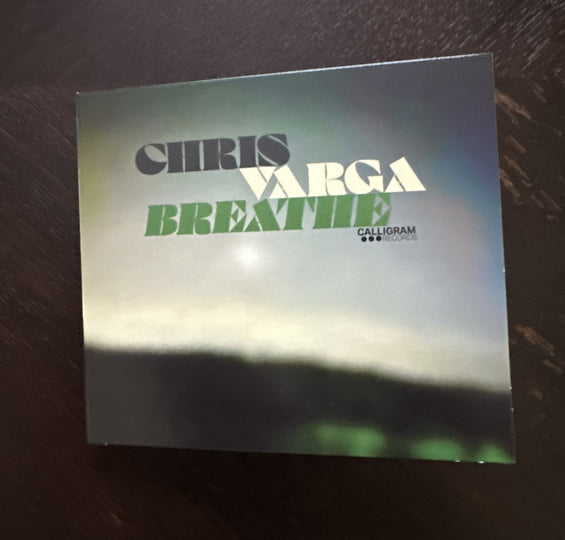 CHRIS
VARGA
BREATHE
CALLIGRAM
RECORDS